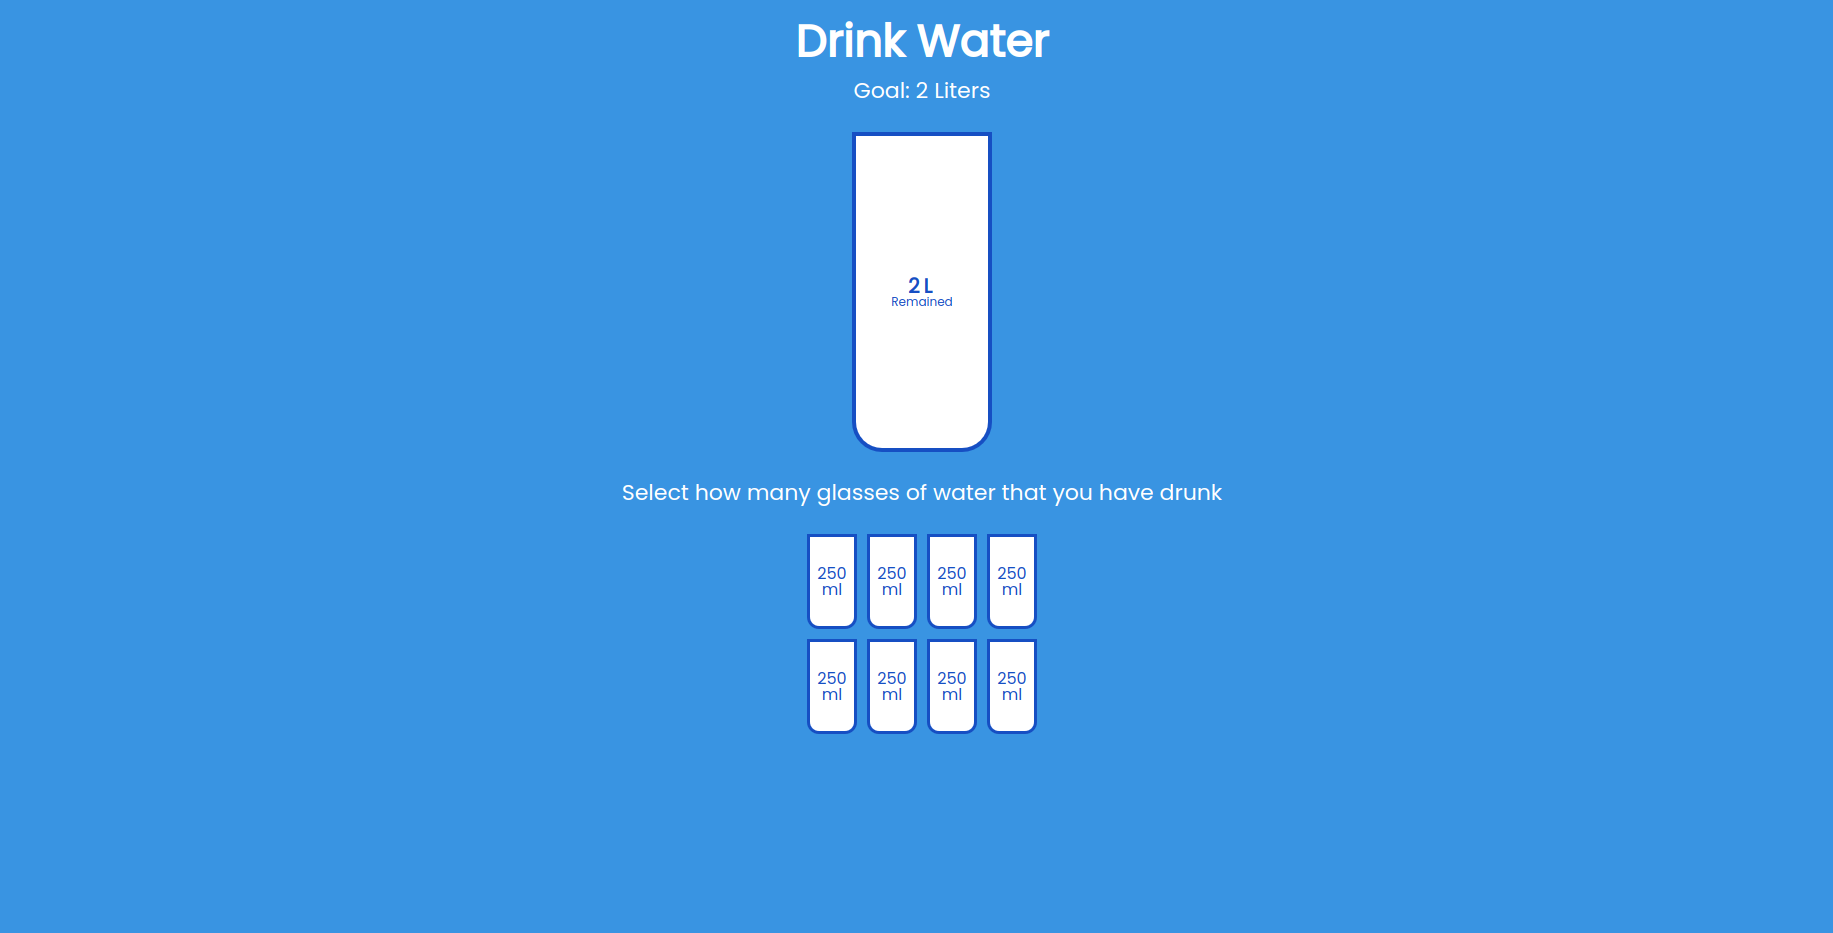 Drink Water
Goal: 2 Liters
2 L
Remained
Select how many glasses of water that you have drunk
250 250 250 250
ml ml ml ml
250 250 250 250
ml ml ml ml